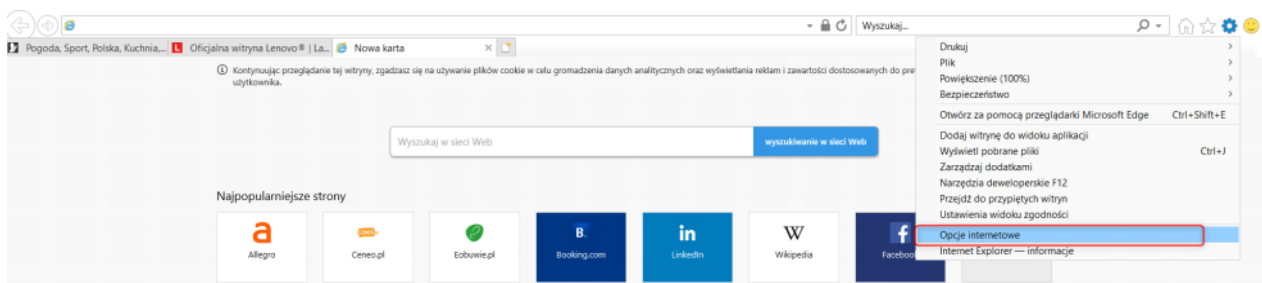 Wyszukaj...
Pogoda, Sport, Polska, Kuchnia,...
Oficjalna witryna Lenovo® | La...
Nowa karta
Kontynuując przeglądanie tej witryny, zgadzasz się na używanie plików cookie w celu gromadzenia danych analitycznych oraz wyświetlania reklam i zawartości dostosowanych do pre
użytkownika.
Wyszukaj w sieci Web
wyszukiwanie w sieci Web
Najpopularniejsze strony
a
Allegro
Ceneo.pl
Eobuwie.pl
B.
Booking.com
in
LinkedIn
W
Wikipedia
f
Faceboo
Drukuj
Plik
Powiększenie (100%)
Bezpieczeństwo
Otwórz za pomocą przeglądarki Microsoft Edge Ctrl+Shift+E
Dodaj witrynę do widoku aplikacji
Wyświetl pobrane pliki Ctrl+J
Zarządzaj dodatkami
Narzędzia deweloperskie F12
Przejdź do przypiętych witryn
Ustawienia widoku zgodności
Opcje internetowe
Internet Explorer — informacje